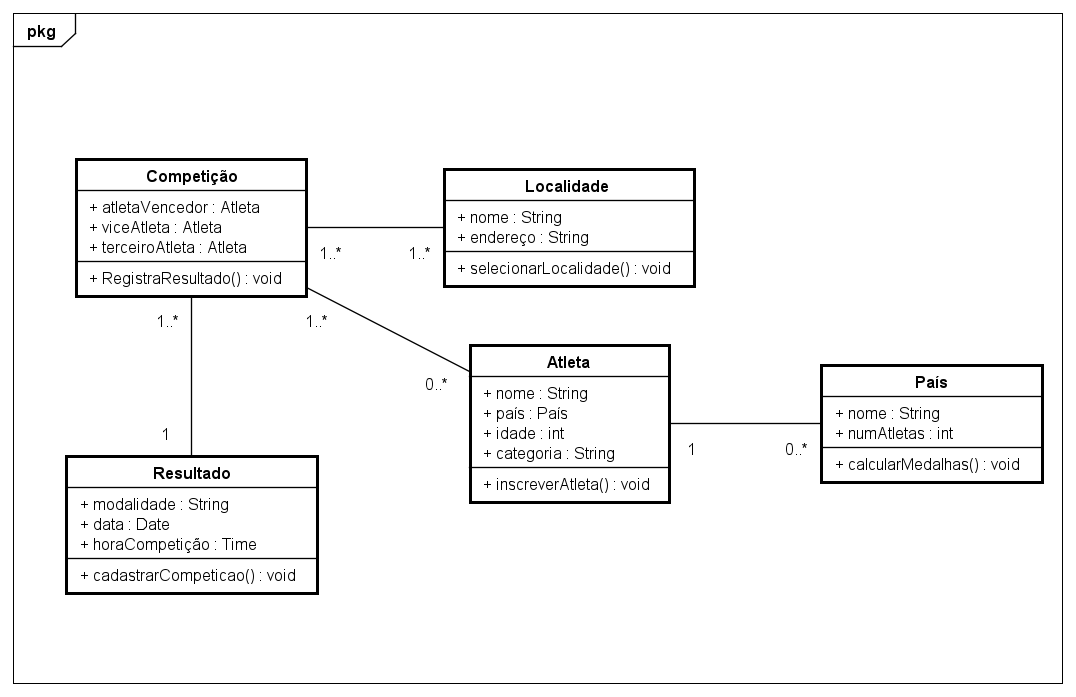 pkg
Competição
+ atletaVencedor : Atleta
+ viceAtleta : Atleta
+ terceiroAtleta : Atleta
+ RegistraResultado() : void
Localidade
+ nome : String
+ endereço : String
+ selecionarLocalidade() : void
1..*
1..*
1..*
1..*
0..*
1
Atleta
+ nome : String
+ país : País
+ idade : int
+ categoria : String
+ inscreverAtleta() : void
País
+ nome : String
+ numAtletas : int
+ calcularMedalhas() : void
1
0..*
Resultado
+ modalidade : String
+ data : Date
+ horaCompetição : Time
+ cadastrarCompeticao() : void